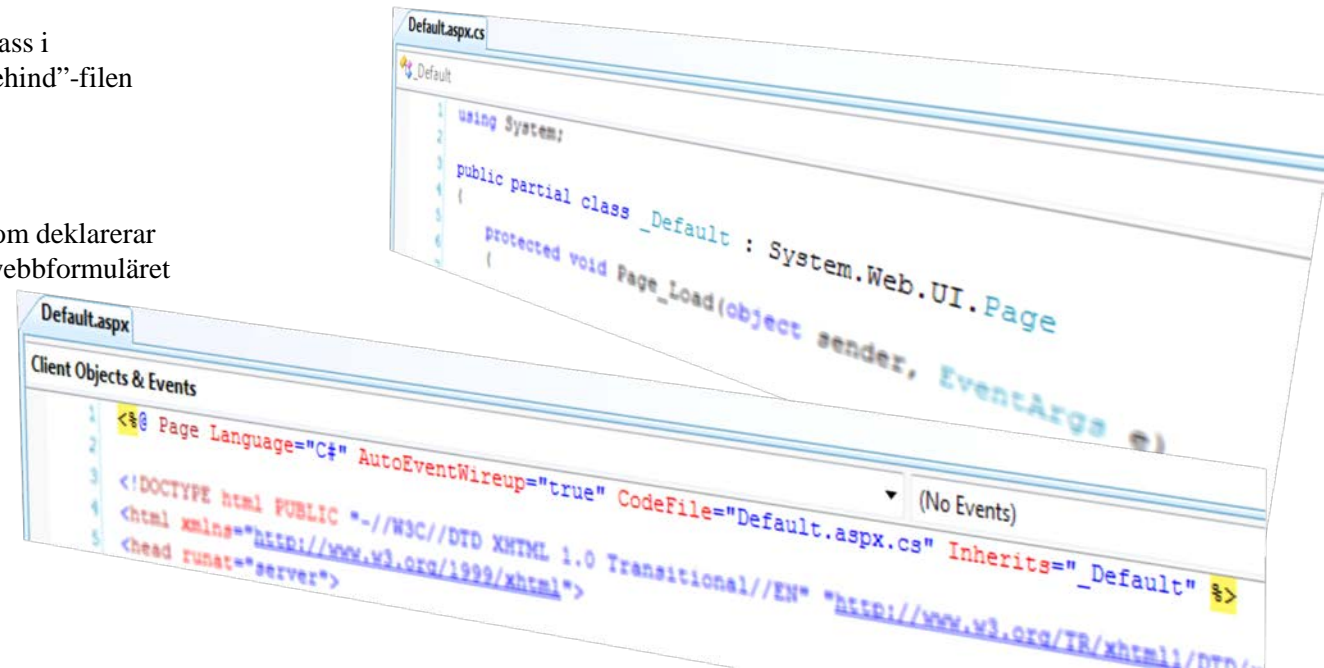 ass i
ehind”-filen
om deklarerar
vebbformuläret
Default.aspx.cs
_Default
1 using System;
2
3 public partial class _Default : System.Web.UI.Page
4 {
5 protected void Page_Load(object sender, EventArgs e)
6 {
Default.aspx
Client Objects & Events
(No Events)
1 <%@ Page Language="C#" AutoEventWireup="true" CodeFile="Default.aspx.cs" Inherits="_Default" %>
2
3 <!DOCTYPE html PUBLIC "-//W3C//DTD XHTML 1.0 Transitional//EN" "http://www.w3.org/TR/xhtml1/DTD/
4 <html xmlns="http://www.w3.org/1999/xhtml">
5 <head runat="server">